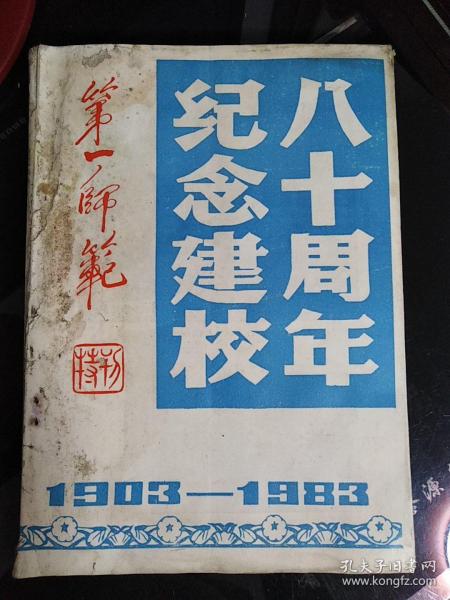 第一师範
特刊
纪念建校
八十周年
1903—1983
孔夫子旧书网
www.kongfz.com